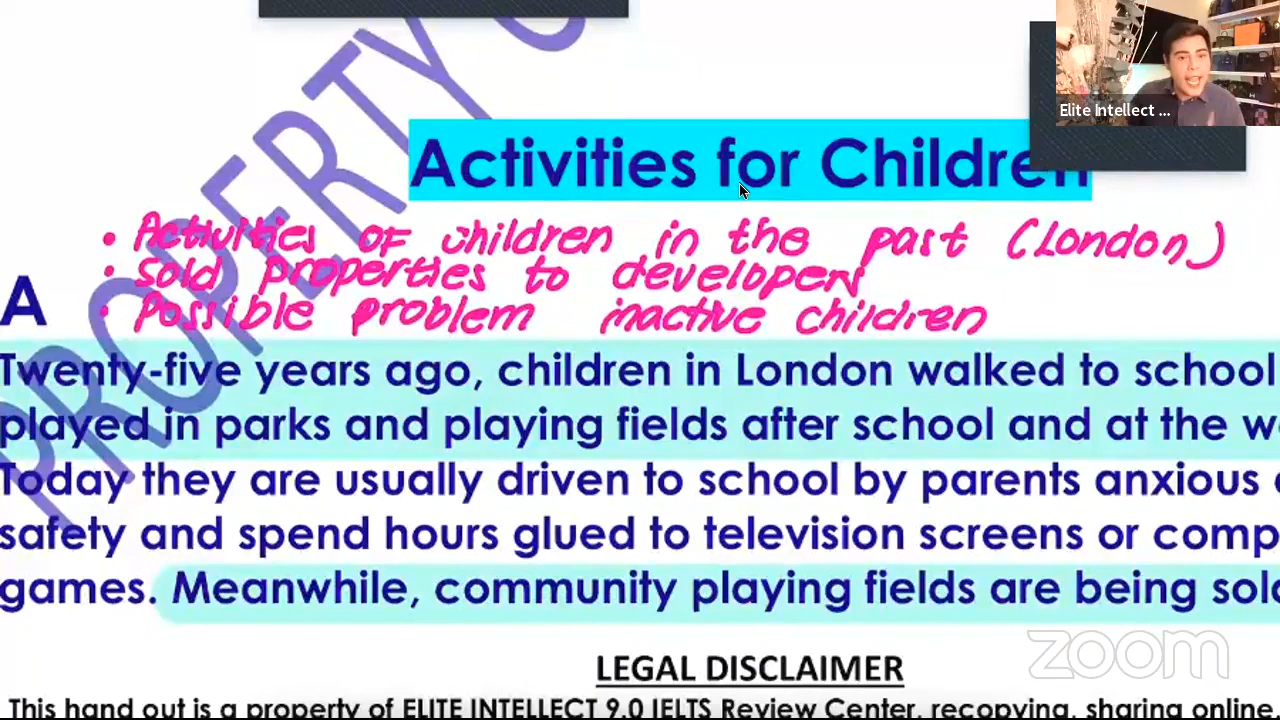 Elite Intellect ...
PROPERTY
Activities for Children
• Activities of children in the past (London)
• Sold properties to developers
• Possible problem inactive children
A
Twenty-five years ago, children in London walked to school
played in parks and playing fields after school and at the
Today they are usually driven to school by parents anxious
safety and spend hours glued to television screens or
games. Meanwhile, community playing fields are being
zoom
LEGAL DISCLAIMER
This hand out is a property of ELITE INTELLECT 9.0 IELTS Review Center, recopying, sharing online